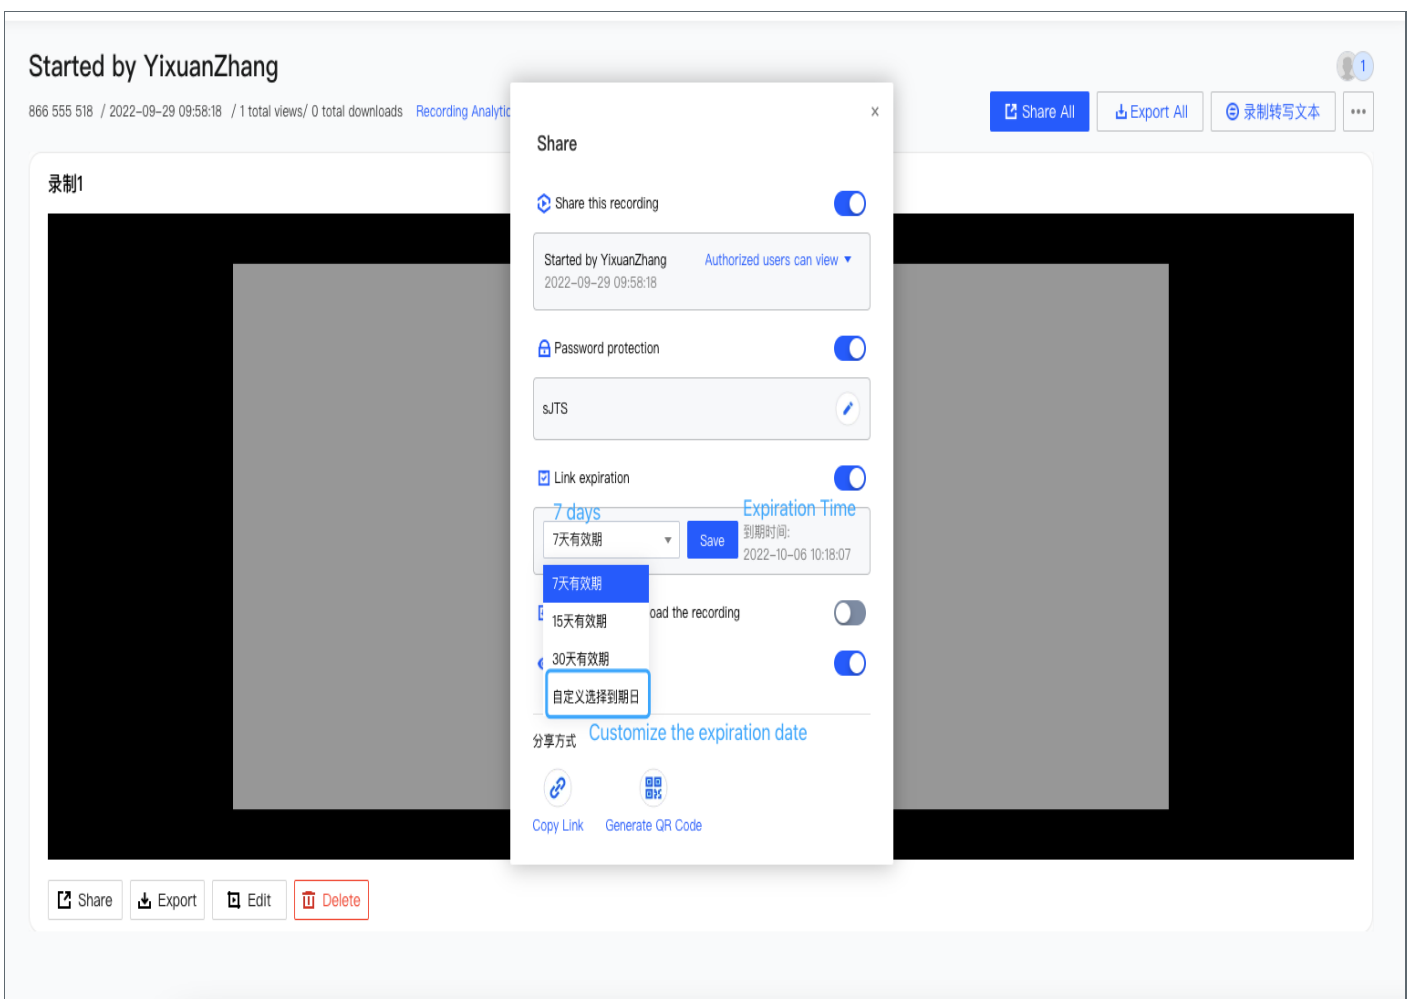 Started by YixuanZhang
1
866 555 518 / 2022-09-29 09:58:18 / 1 total views/ 0 total downloads Recording Analytic
Share All
Export All
录制转写文本
录制1
x
Share
Share this recording
Started by YixuanZhang
Authorized users can view
2022-09-29 09:58:18
Password protection
sJTS
Link expiration
7 days
Expiration Time
7天有效期
Save
到期时间:
2022-10-06 10:18:07
7天有效期
oad the recording
15天有效期
30天有效期
自定义选择到期日
Customize the expiration date
分享方式
Copy Link
Generate QR Code
Share
Export
Edit
Delete